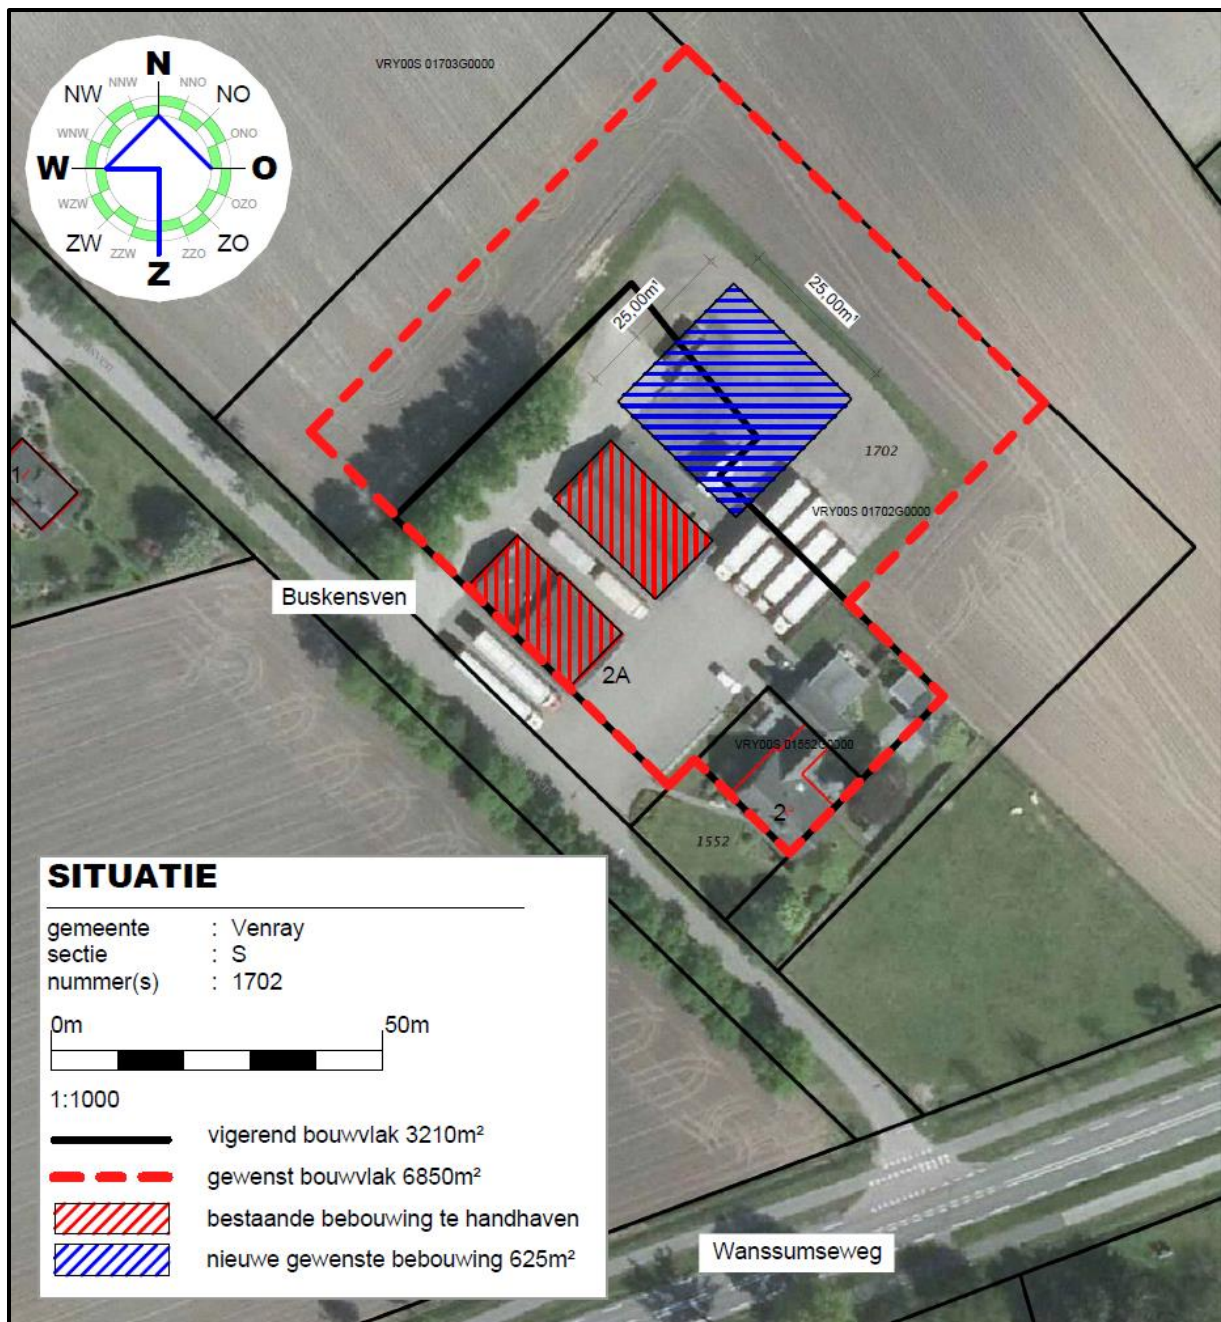 N
NNW
NNO
NW
NO
WNW
ONO
W
O
WZW
OZO
ZW
ZO
ZZW
ZZO
Z
VRY00S 01703G0000
25,00m¹
25,00m¹
1702
VRY00S 01702G0000
1
Buskensven
2A
VRY00S 01552G0000
2
1552
SITUATIE
gemeente : Venray
sectie : S
nummer(s) : 1702
0m 50m
1:1000
vigerend bouwvlak 3210m²
gewenst bouwvlak 6850m²
bestaande bebouwing te handhaven
nieuwe gewenste bebouwing 625m²
Wanssumseweg